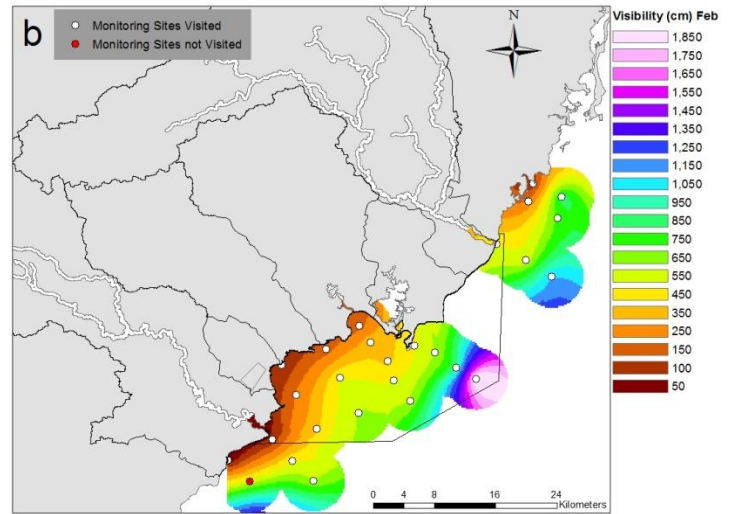 b
Monitoring Sites Visited
Monitoring Sites not Visited
N
Visibility (cm) Feb
1,850
1,750
1,650
1,550
1,450
1,350
1,250
1,150
1,050
950
850
750
650
550
450
350
250
150
100
50
0 4 8 16 24
Kilometers